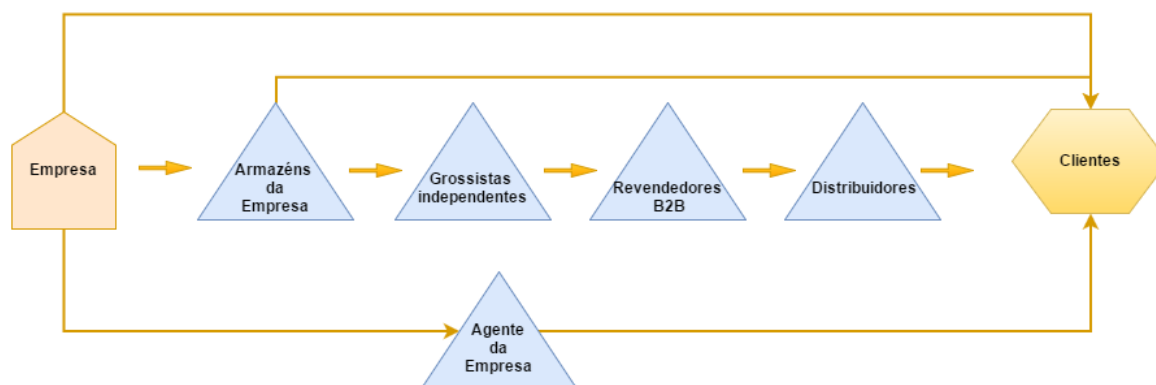 Empresa
Armazéns
da
Empresa
Grossistas
independentes
Revendedores
B2B
Distribuidores
Clientes
Agente
da
Empresa